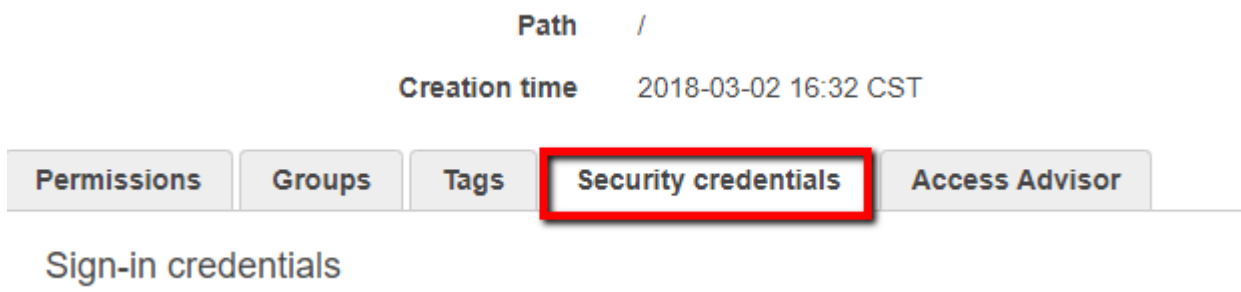 Path /
Creation time 2018-03-02 16:32 CST
Permissions Groups Tags Security credentials Access Advisor
Sign-in credentials